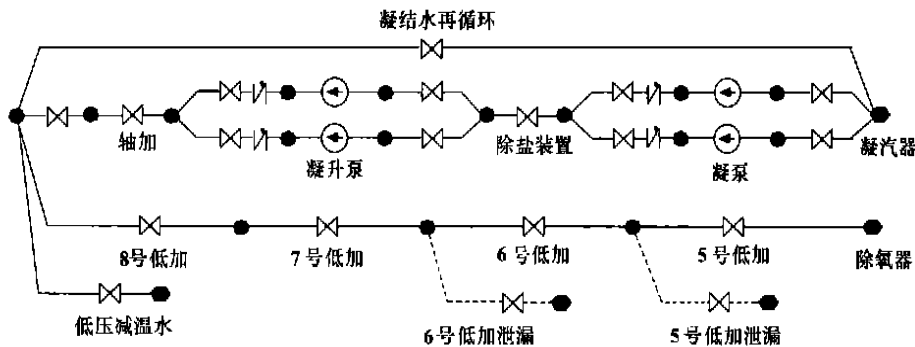 凝结水再循环
轴加
凝升泵
除盐装置
凝泵
凝汽器
8号低加
7号低加
6号低加
5号低加
除氧器
低压减温水
6号低加泄漏
5号低加泄漏